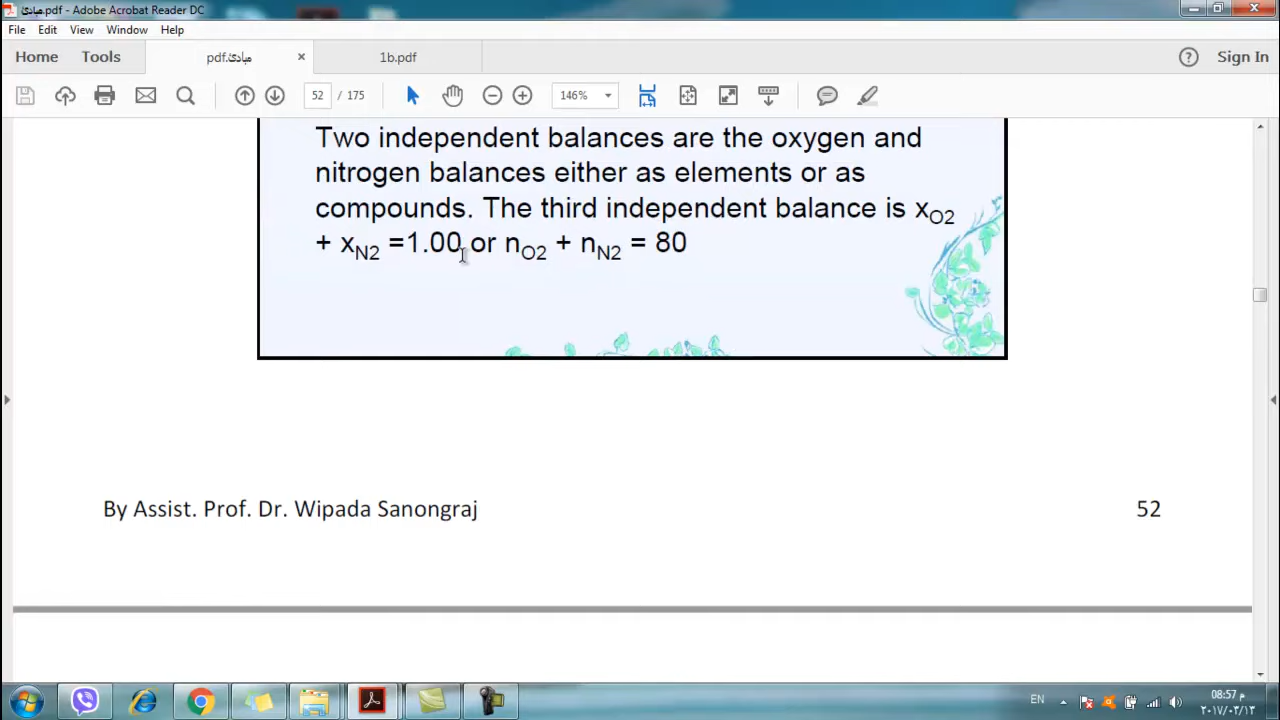 مبادئ.pdf - Adobe Acrobat Reader DC
File Edit View Window Help
Home Tools مبادئ.pdf × 1b.pdf ? Sign In
52 / 175 146%
Two independent balances are the oxygen and
nitrogen balances either as elements or as
compounds. The third independent balance is xO2
+ xN2 =1.00 or nO2 + nN2 = 80
By Assist. Prof. Dr. Wipada Sanongraj 52
EN 08:57 م
٢٠١٧/٠٣/١٣